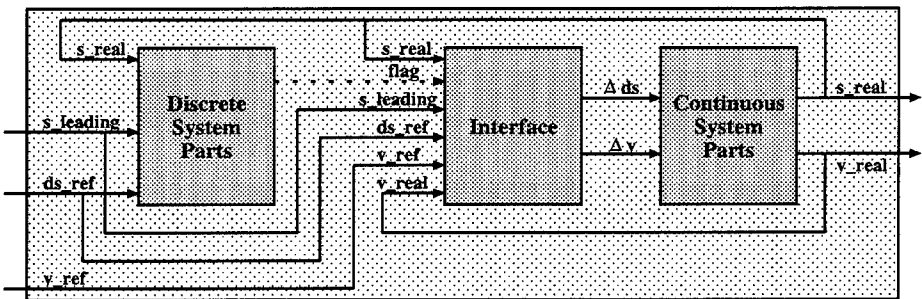 s_real
s_real
flag
Discrete
System
Parts
s_leading
s_leading
Δ ds
Continuous
System
Parts
s_real
ds_ref
Interface
v_ref
Δ v
v_real
ds_ref
v_real
v_ref